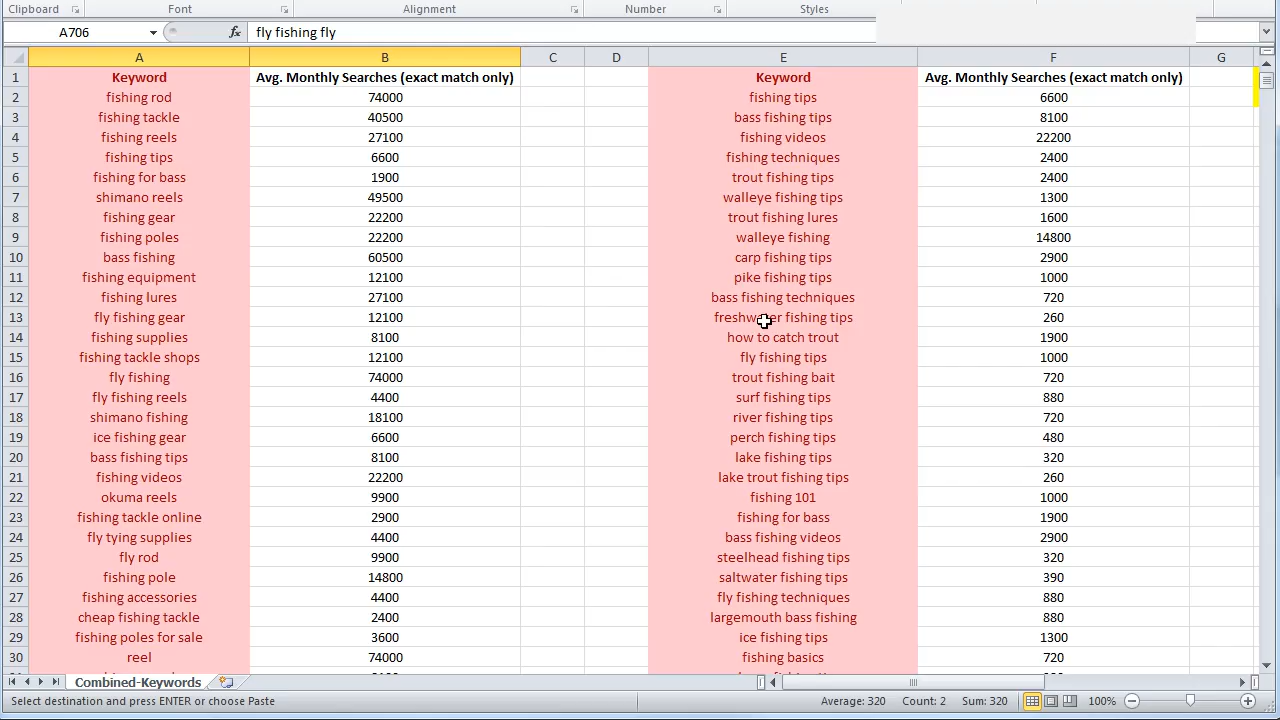 Clipboard Font Alignment Number Styles
A706 fx fly fishing fly
A B C D E F G
1 Keyword Avg. Monthly Searches (exact match only) Keyword Avg. Monthly Searches (exact match only)
2 fishing rod 74000 fishing tips 6600
3 fishing tackle 40500 bass fishing tips 8100
4 fishing reels 27100 fishing videos 22200
5 fishing tips 6600 fishing techniques 2400
6 fishing for bass 1900 trout fishing tips 2400
7 shimano reels 49500 walleye fishing tips 1300
8 fishing gear 22200 trout fishing lures 1600
9 fishing poles 22200 walleye fishing 14800
10 bass fishing 60500 carp fishing tips 2900
11 fishing equipment 12100 pike fishing tips 1000
12 fishing lures 27100 bass fishing techniques 720
13 fly fishing gear 12100 freshwater fishing tips 260
14 fishing supplies 8100 how to catch trout 1900
15 fishing tackle shops 12100 fly fishing tips 1000
16 fly fishing 74000 trout fishing bait 720
17 fly fishing reels 4400 surf fishing tips 880
18 shimano fishing 18100 river fishing tips 720
19 ice fishing gear 6600 perch fishing tips 480
20 bass fishing tips 8100 lake fishing tips 320
21 fishing videos 22200 lake trout fishing tips 260
22 okuma reels 9900 fishing 101 1000
23 fishing tackle online 2900 fishing for bass 1900
24 fly tying supplies 4400 bass fishing videos 2900
25 fly rod 9900 steelhead fishing tips 320
26 fishing pole 14800 saltwater fishing tips 390
27 fishing accessories 4400 fly fishing techniques 880
28 cheap fishing tackle 2400 largemouth bass fishing 880
29 fishing poles for sale 3600 ice fishing tips 1300
30 reel 74000 fishing basics 720
Combined-Keywords
Select destination and press ENTER or choose Paste Average: 320 Count: 2 Sum: 320 100%